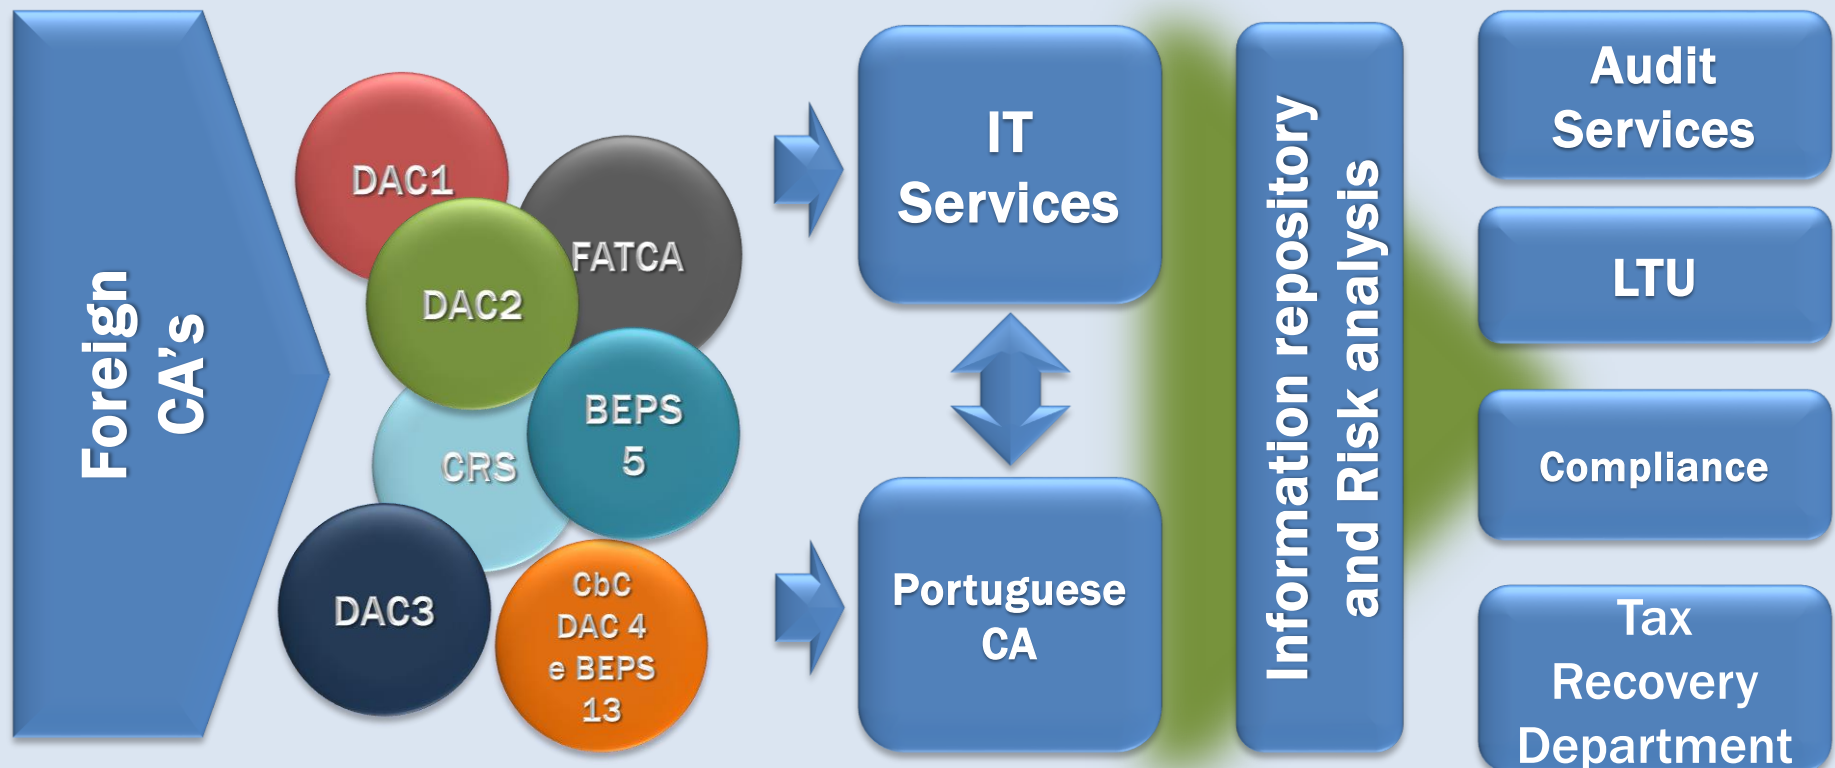 Foreign
CA's
DAC1
FATCA
DAC2
BEPS
5
CRS
DAC3
CbC
DAC 4
e BEPS
13
IT
Services
Portuguese
CA
Information repository
and Risk analysis
Audit
Services
LTU
Compliance
Tax
Recovery
Department